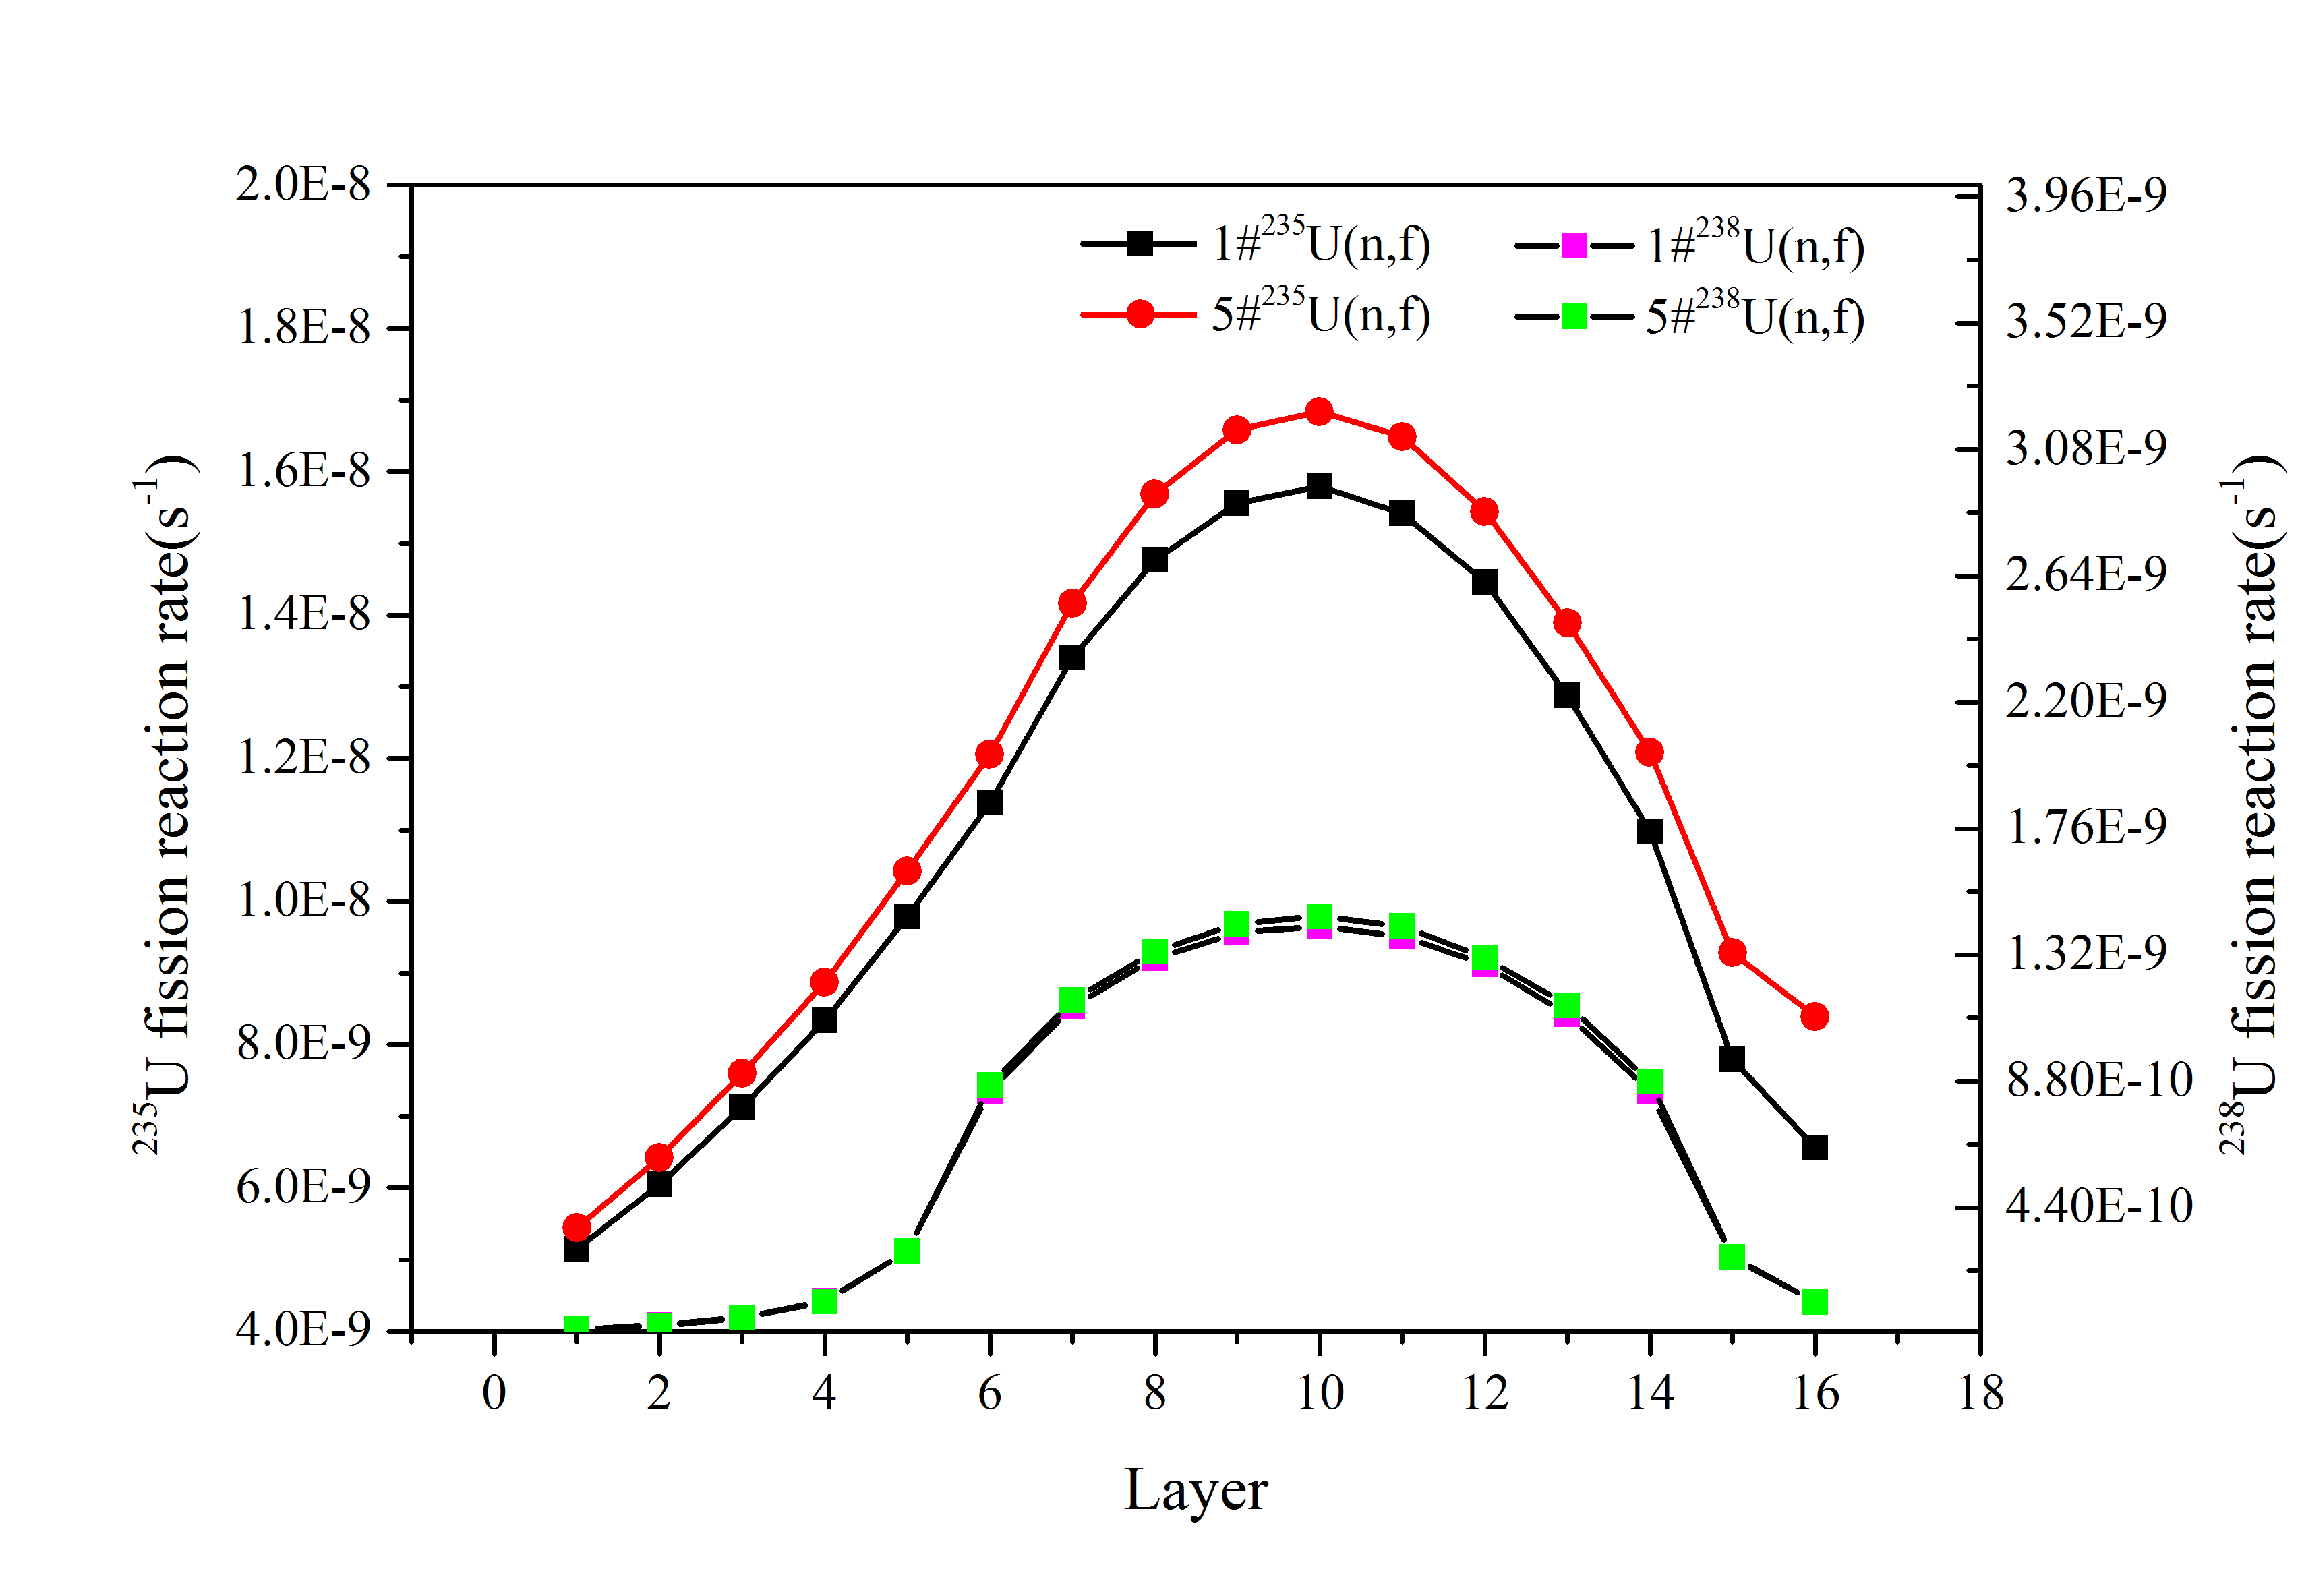 1#²³⁵U(n,f)
5#²³⁵U(n,f)
1#²³⁸U(n,f)
5#²³⁸U(n,f)
²³⁵U fission reaction rate(s⁻¹)
2.0E-8
1.8E-8
1.6E-8
1.4E-8
1.2E-8
1.0E-8
8.0E-9
6.0E-9
4.0E-9
3.96E-9
3.52E-9
3.08E-9
2.64E-9
2.20E-9
1.76E-9
1.32E-9
8.80E-10
4.40E-10
²³⁸U fission reaction rate(s⁻¹)
0 2 4 6 8 10 12 14 16 18
Layer